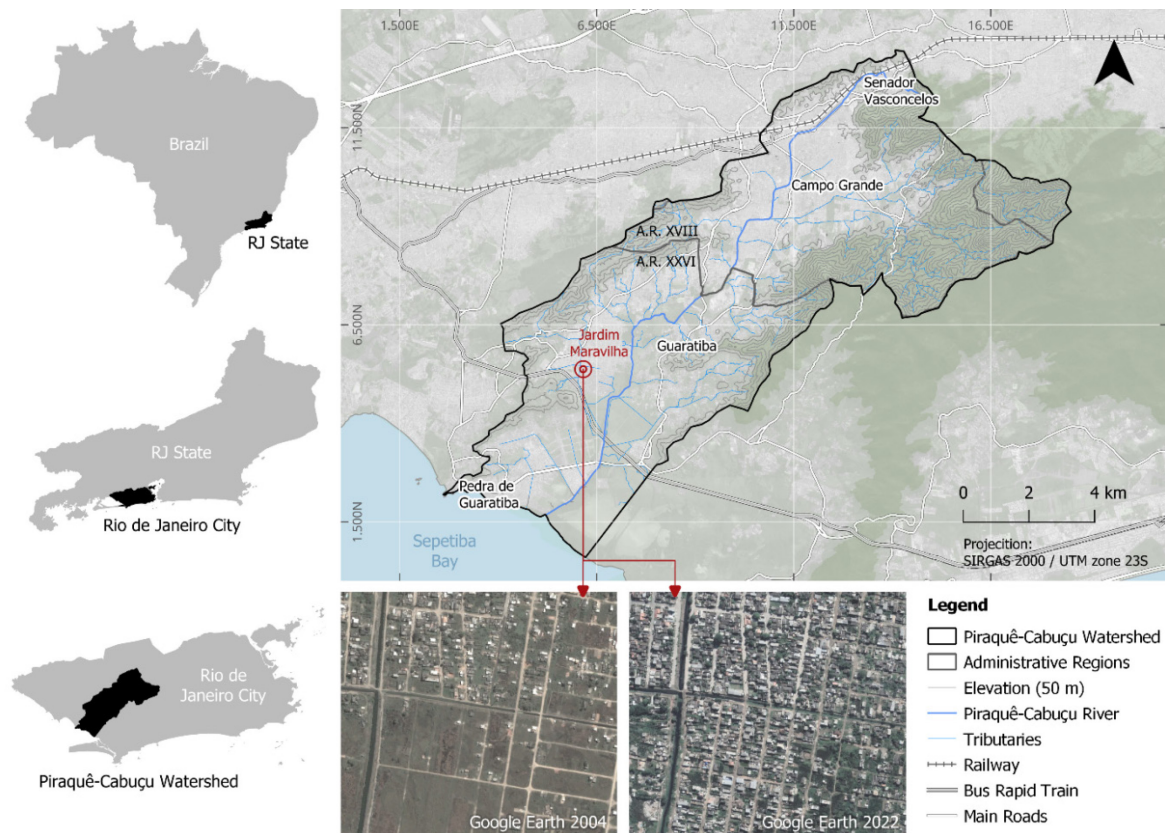 Brazil
RJ State
RJ State
Rio de Janeiro City
Rio de
Janeiro City
Piraquê-Cabuçu Watershed
1.500E
6.500E
11.500E
16.500E
11.500N
6.500N
1.500N
Senador
Vasconcelos
Campo Grande
A.R. XVIII
A.R. XXVI
Jardim
Maravilha
Guaratiba
Pedra de
Guaratiba
Sepetiba
Bay
0 2 4 km
Projecition:
SIRGAS 2000 / UTM zone 23S
Google Earth 2004
Google Earth 2022
Legend
Piraquê-Cabuçu Watershed
Administrative Regions
Elevation (50 m)
Piraquê-Cabuçu River
Tributaries
Railway
Bus Rapid Train
Main Roads